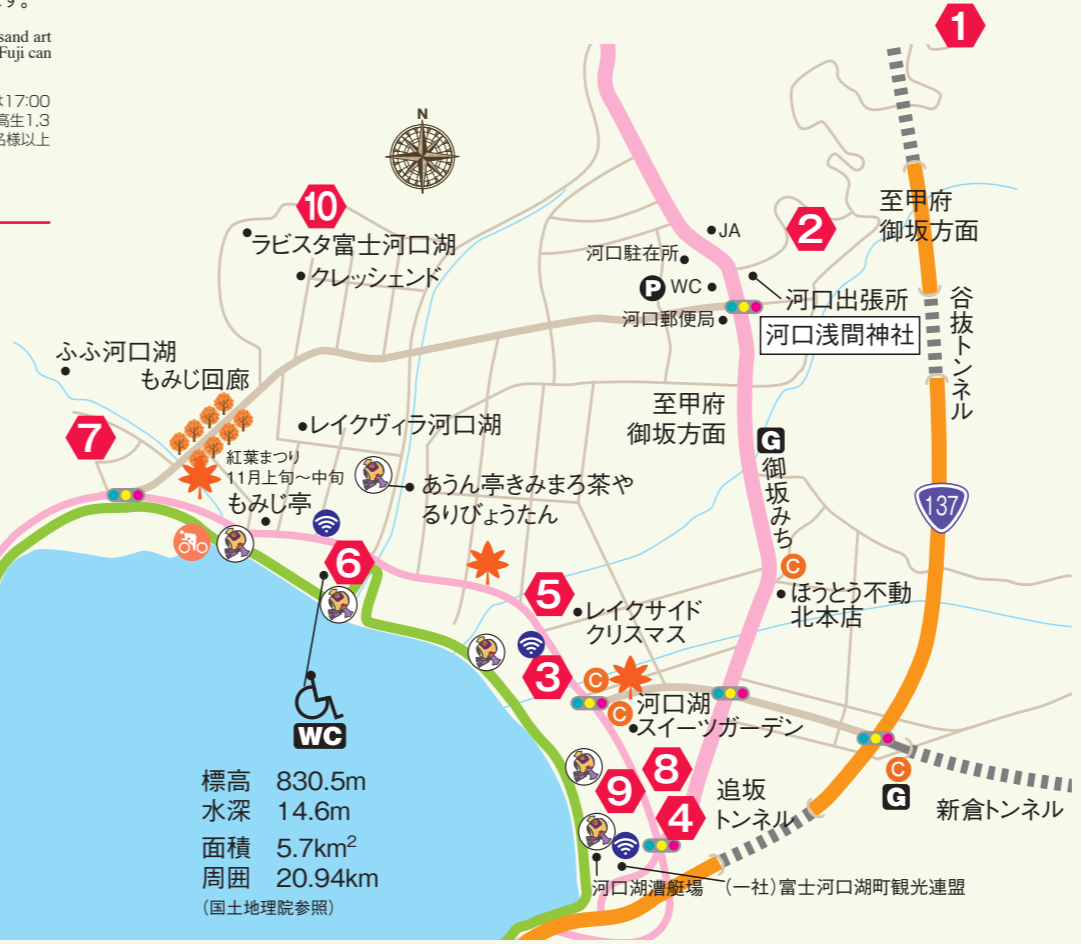 す。
sand art
Fuji can
は17:00
高生1,3
名様以上
1
N
10
ラビスタ富士河口湖
クレッシェンド
JA
河口駐在所
2
P WC
河口出張所
河口郵便局
河口浅間神社
至甲府
御坂方面
谷抜トンネル
ふふ河口湖
もみじ回廊
7
レイクヴィラ河口湖
紅葉まつり
11月上旬～中旬
もみじ亭
あうん亭きみまろ茶や
るりびょうたん
至甲府
御坂方面
G
御坂みち
137
6
5
レイクサイド
クリスマス
C
ほうとう不動
北本店
3
C
C
河口湖
スイーツガーデン
WC
8
9
4
追坂
トンネル
C
G
新倉トンネル
標高 830.5m
水深 14.6m
面積 5.7km²
周囲 20.94km
(国土地理院参照)
河口湖漕艇場
(一社)富士河口湖町観光連盟